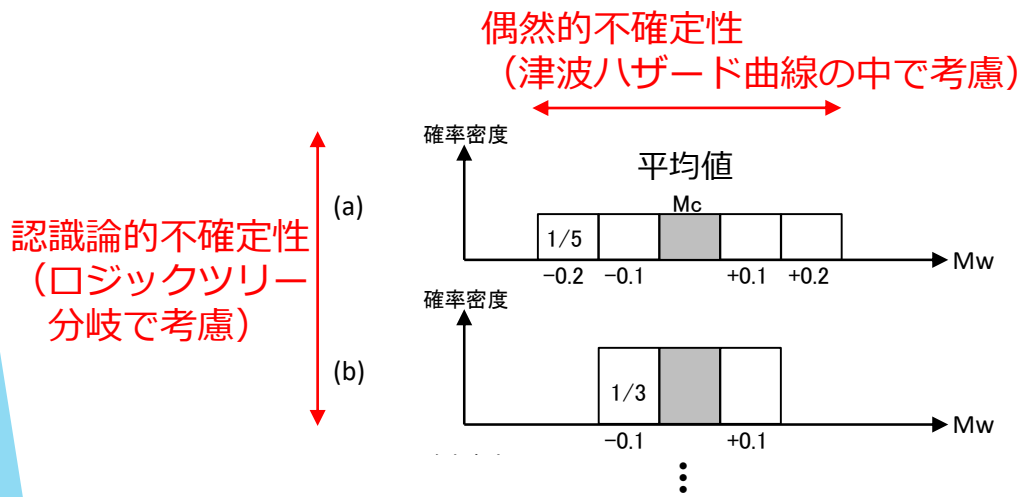 偶然的不確定性
（津波ハザード曲線の中で考慮）
認識論的不確定性
（ロジックツリー
分岐で考慮）
(a)
確率密度
平均値
Mc
1/5
-0.2 -0.1 +0.1 +0.2
Mw
(b)
確率密度
1/3
-0.1 +0.1
Mw
⋮